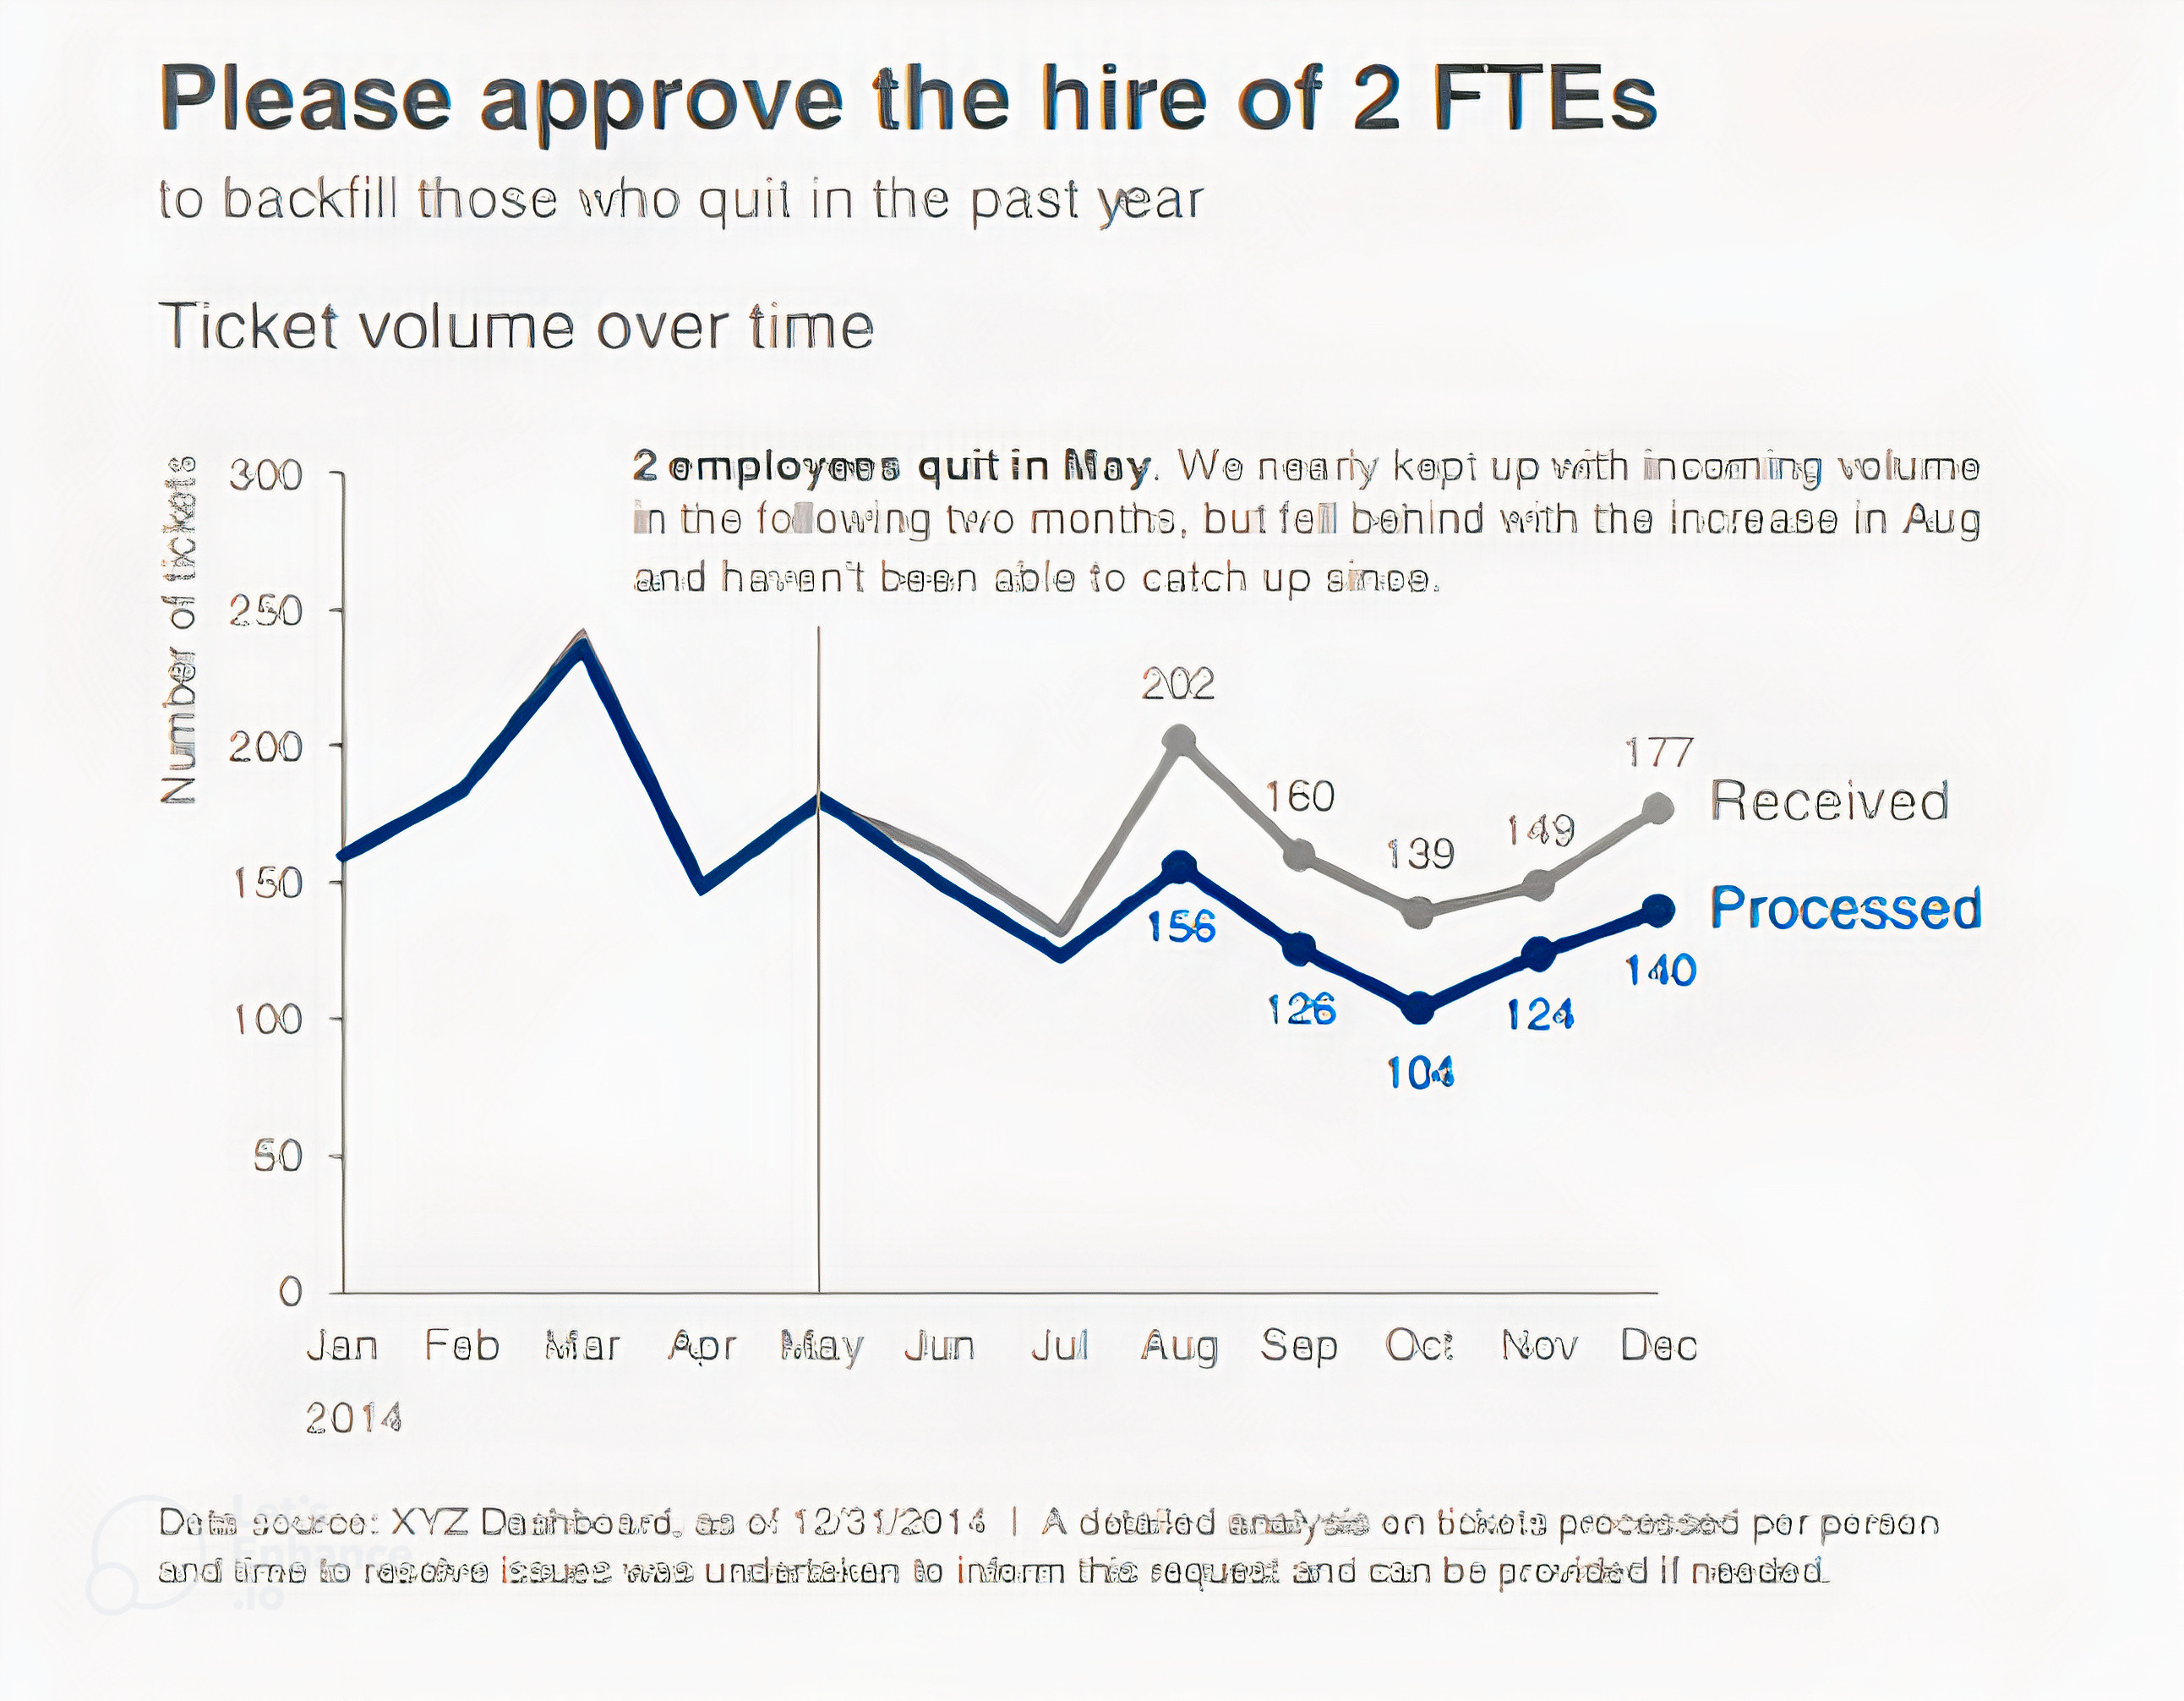 Please approve the hire of 2 FTEs
to backfill those who quit in the past year
Ticket volume over time
Number of tickets
2 employees quit in May. We nearly kept up with incoming volume
in the following two months, but fell behind with the increase in Aug
and haven't been able to catch up since.
300
250
200
150
100
50
0
202
160
139
149
177
Received
156
126
104
124
140
Processed
Jan Feb Mar Apr May Jun Jul Aug Sep Oct Nov Dec
2014
Data source: XYZ Dashboard, as of 12/31/2014 | A detailed analysis on tickets processed per person
and time to resolve issues was undertaken to inform this request and can be provided if needed.
Let's
Enhance
.io